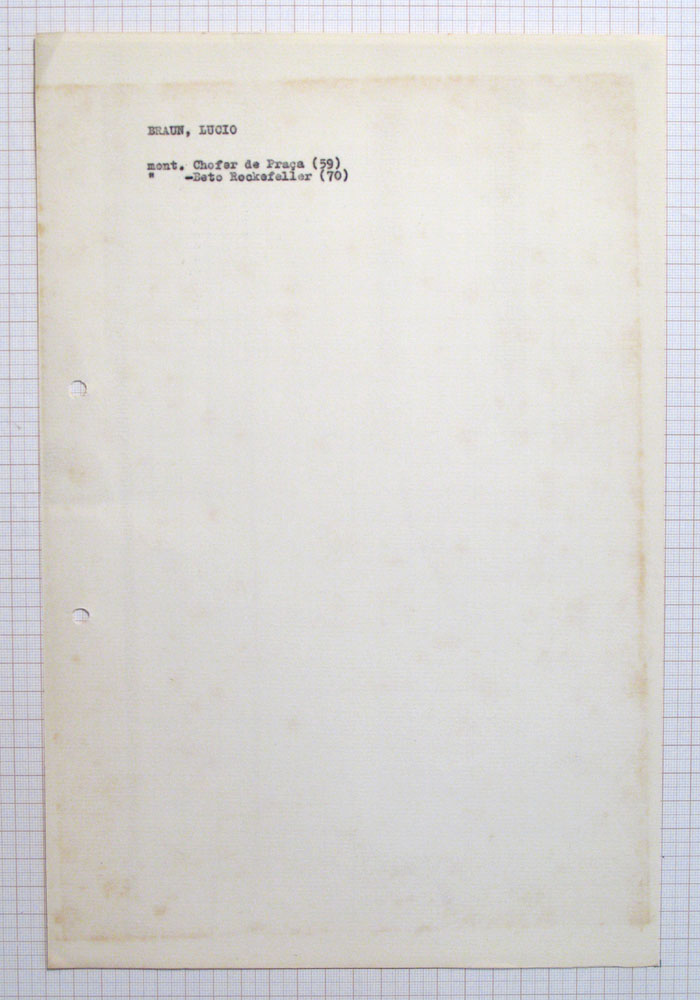 BRAUN, LUCIO
mont. Chofer de Praça (59)
"     -Beto Rockefeller (70)